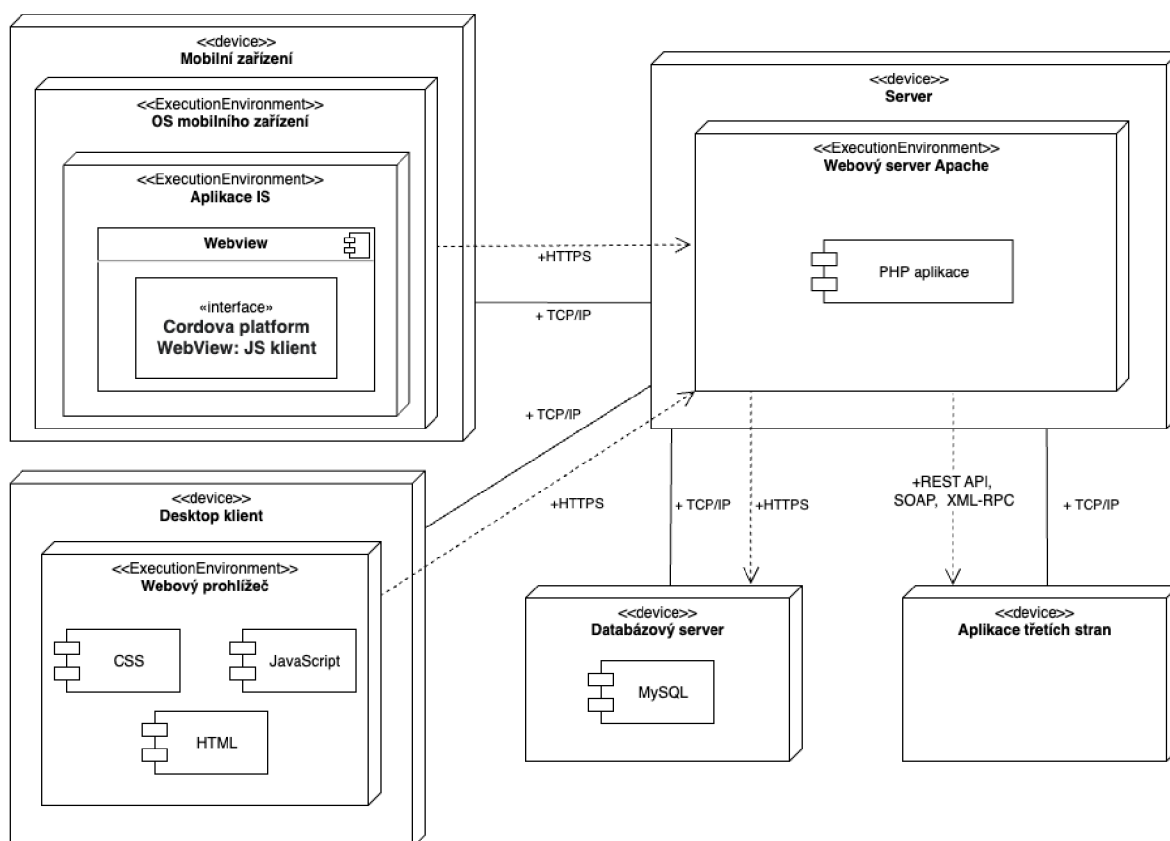 <<device>>
Mobilní zařízení
<<ExecutionEnvironment>>
OS mobilního zařízení
<<ExecutionEnvironment>>
Aplikace IS
Webview
«interface»
Cordova platform
WebView: JS klient
+HTTPS
+ TCP/IP
<<device>>
Server
<<ExecutionEnvironment>>
Webový server Apache
PHP aplikace
+ TCP/IP
+HTTPS
+ TCP/IP
+HTTPS
+REST API,
SOAP, XML-RPC
+ TCP/IP
<<device>>
Desktop klient
<<ExecutionEnvironment>>
Webový prohlížeč
CSS
JavaScript
HTML
<<device>>
Databázový server
MySQL
<<device>>
Aplikace třetích stran